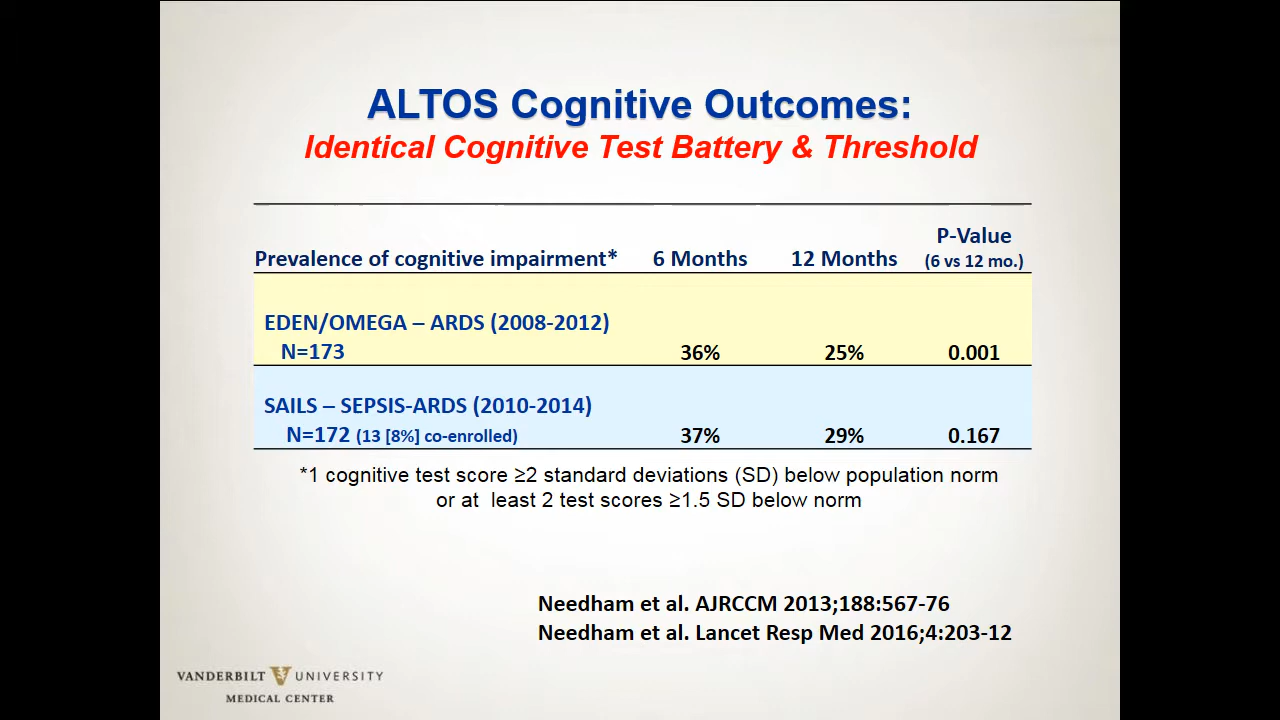 ALTOS Cognitive Outcomes:
Identical Cognitive Test Battery & Threshold
Prevalence of cognitive impairment* 6 Months 12 Months P-Value
(6 vs 12 mo.)
EDEN/OMEGA – ARDS (2008-2012)
N=173 36% 25% 0.001
SAILS – SEPSIS-ARDS (2010-2014)
N=172 (13 [8%] co-enrolled) 37% 29% 0.167
*1 cognitive test score ≥2 standard deviations (SD) below population norm
or at least 2 test scores ≥1.5 SD below norm
Needham et al. AJRCCM 2013;188:567-76
Needham et al. Lancet Resp Med 2016;4:203-12
VANDERBILT V UNIVERSITY
MEDICAL CENTER